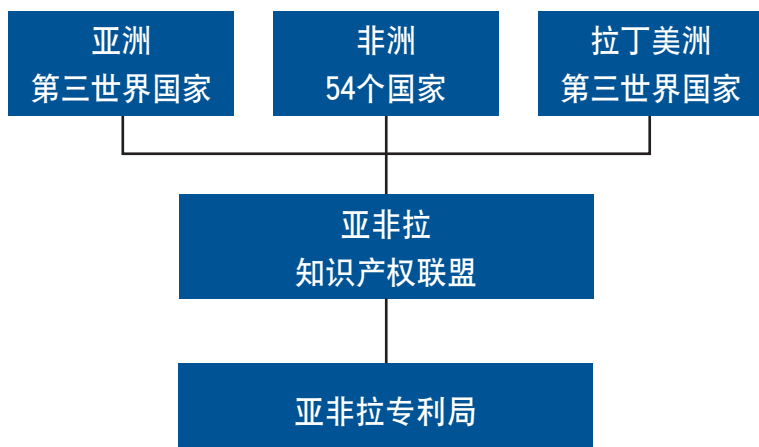 亚洲
第三世界国家
非洲
54个国家
拉丁美洲
第三世界国家
亚非拉
知识产权联盟
亚非拉专利局